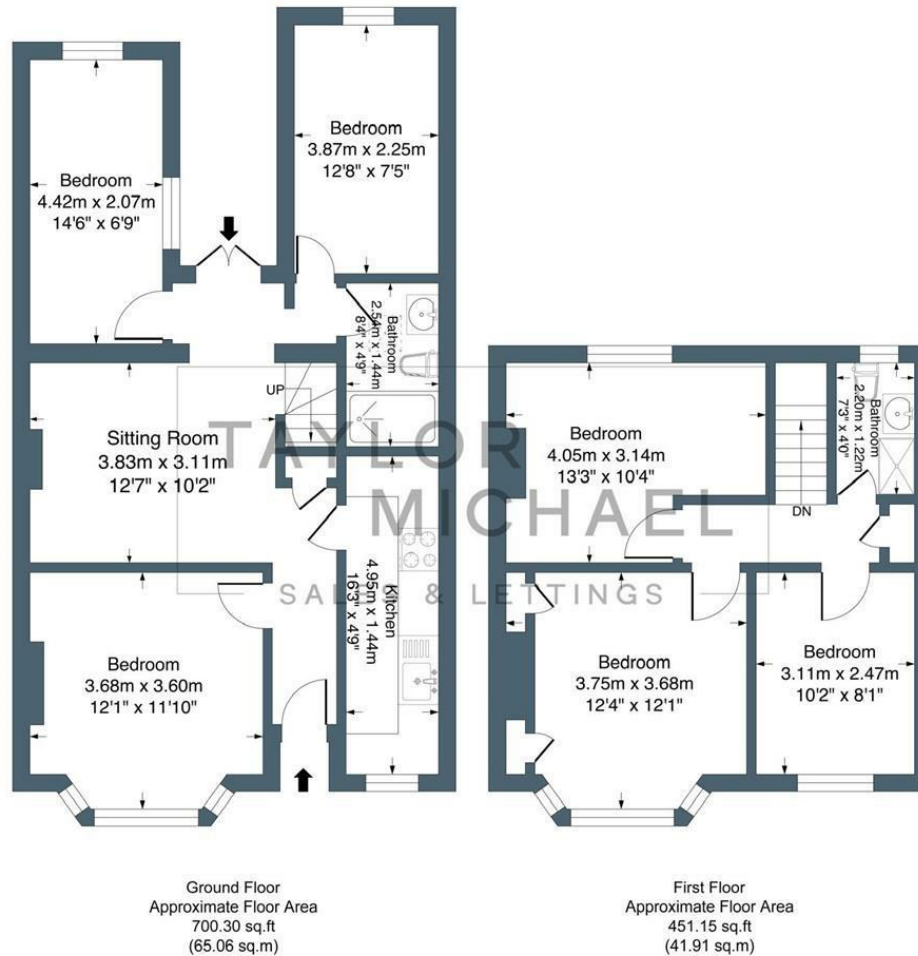 Bedroom
3.87m x 2.25m
12'8" x 7'5"
Bedroom
4.42m x 2.07m
14'6" x 6'9"
Bathroom
2.54m x 1.44m
8'4" x 4'9"
UP
Sitting Room
3.83m x 3.11m
12'7" x 10'2"
Kitchen
4.95m x 1.44m
16'3" x 4'9"
Bedroom
3.68m x 3.60m
12'1" x 11'10"
Bedroom
4.05m x 3.14m
13'3" x 10'4"
Bathroom
2.20m x 1.22m
7'3" x 4'0"
DN
Bedroom
3.75m x 3.68m
12'4" x 12'1"
Bedroom
3.11m x 2.47m
10'2" x 8'1"
TAYLOR
MICHAEL
SALES & LETTINGS
Ground Floor
Approximate Floor Area
700.30 sq.ft
(65.06 sq.m)
First Floor
Approximate Floor Area
451.15 sq.ft
(41.91 sq.m)